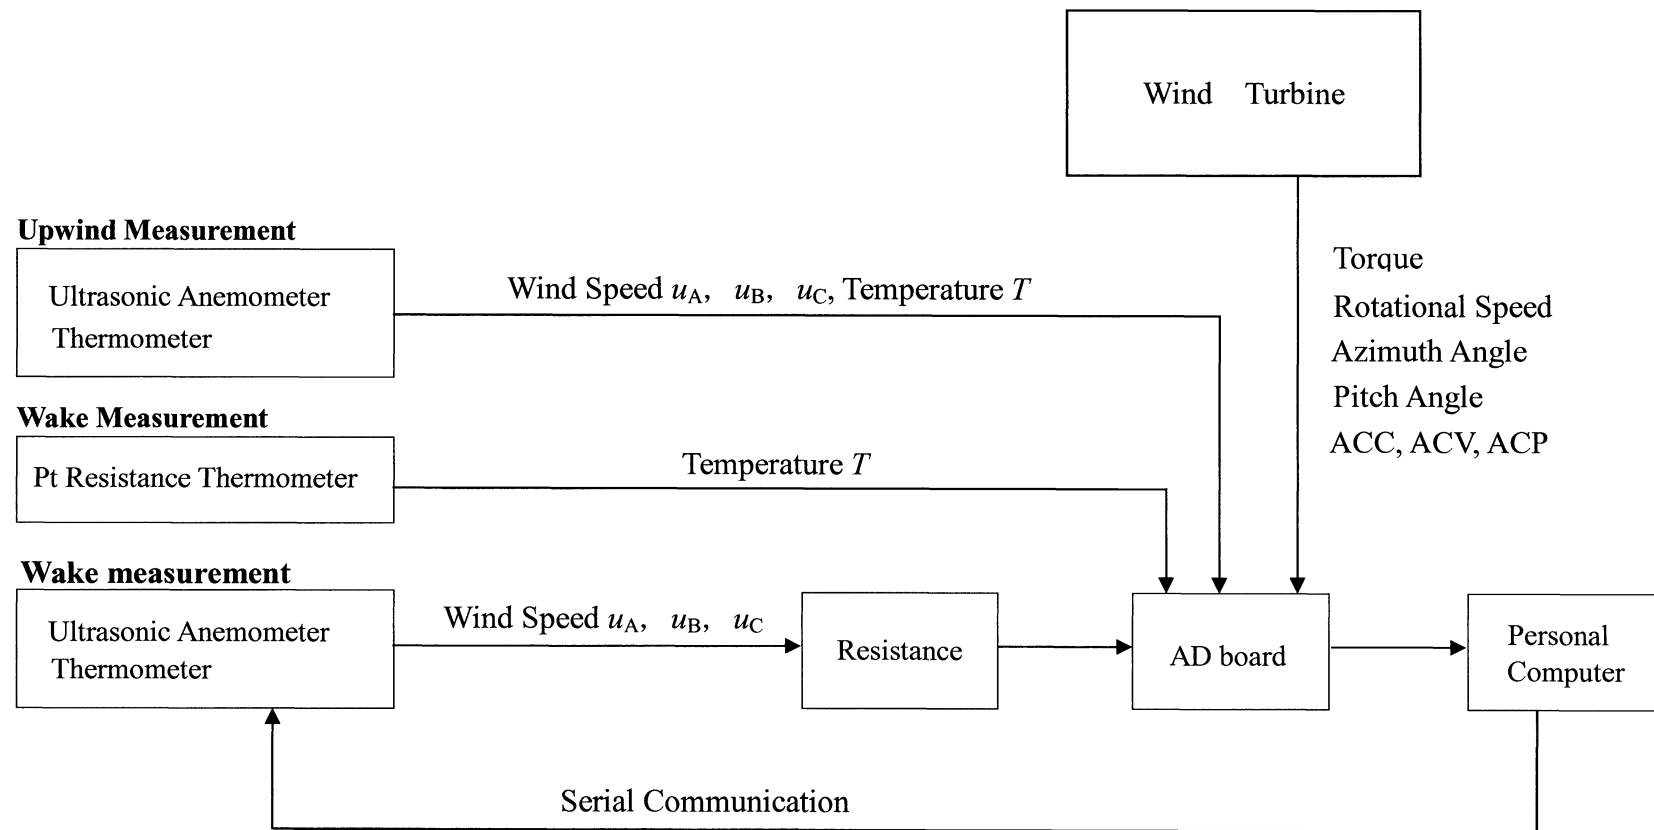 Wind Turbine
Upwind Measurement
Ultrasonic Anemometer
Thermometer
Wind Speed uA, uB, uC, Temperature T
Torque
Rotational Speed
Azimuth Angle
Pitch Angle
ACC, ACV, ACP
Wake Measurement
Pt Resistance Thermometer
Temperature T
Wake measurement
Ultrasonic Anemometer
Thermometer
Wind Speed uA, uB, uC
Resistance
AD board
Personal
Computer
Serial Communication